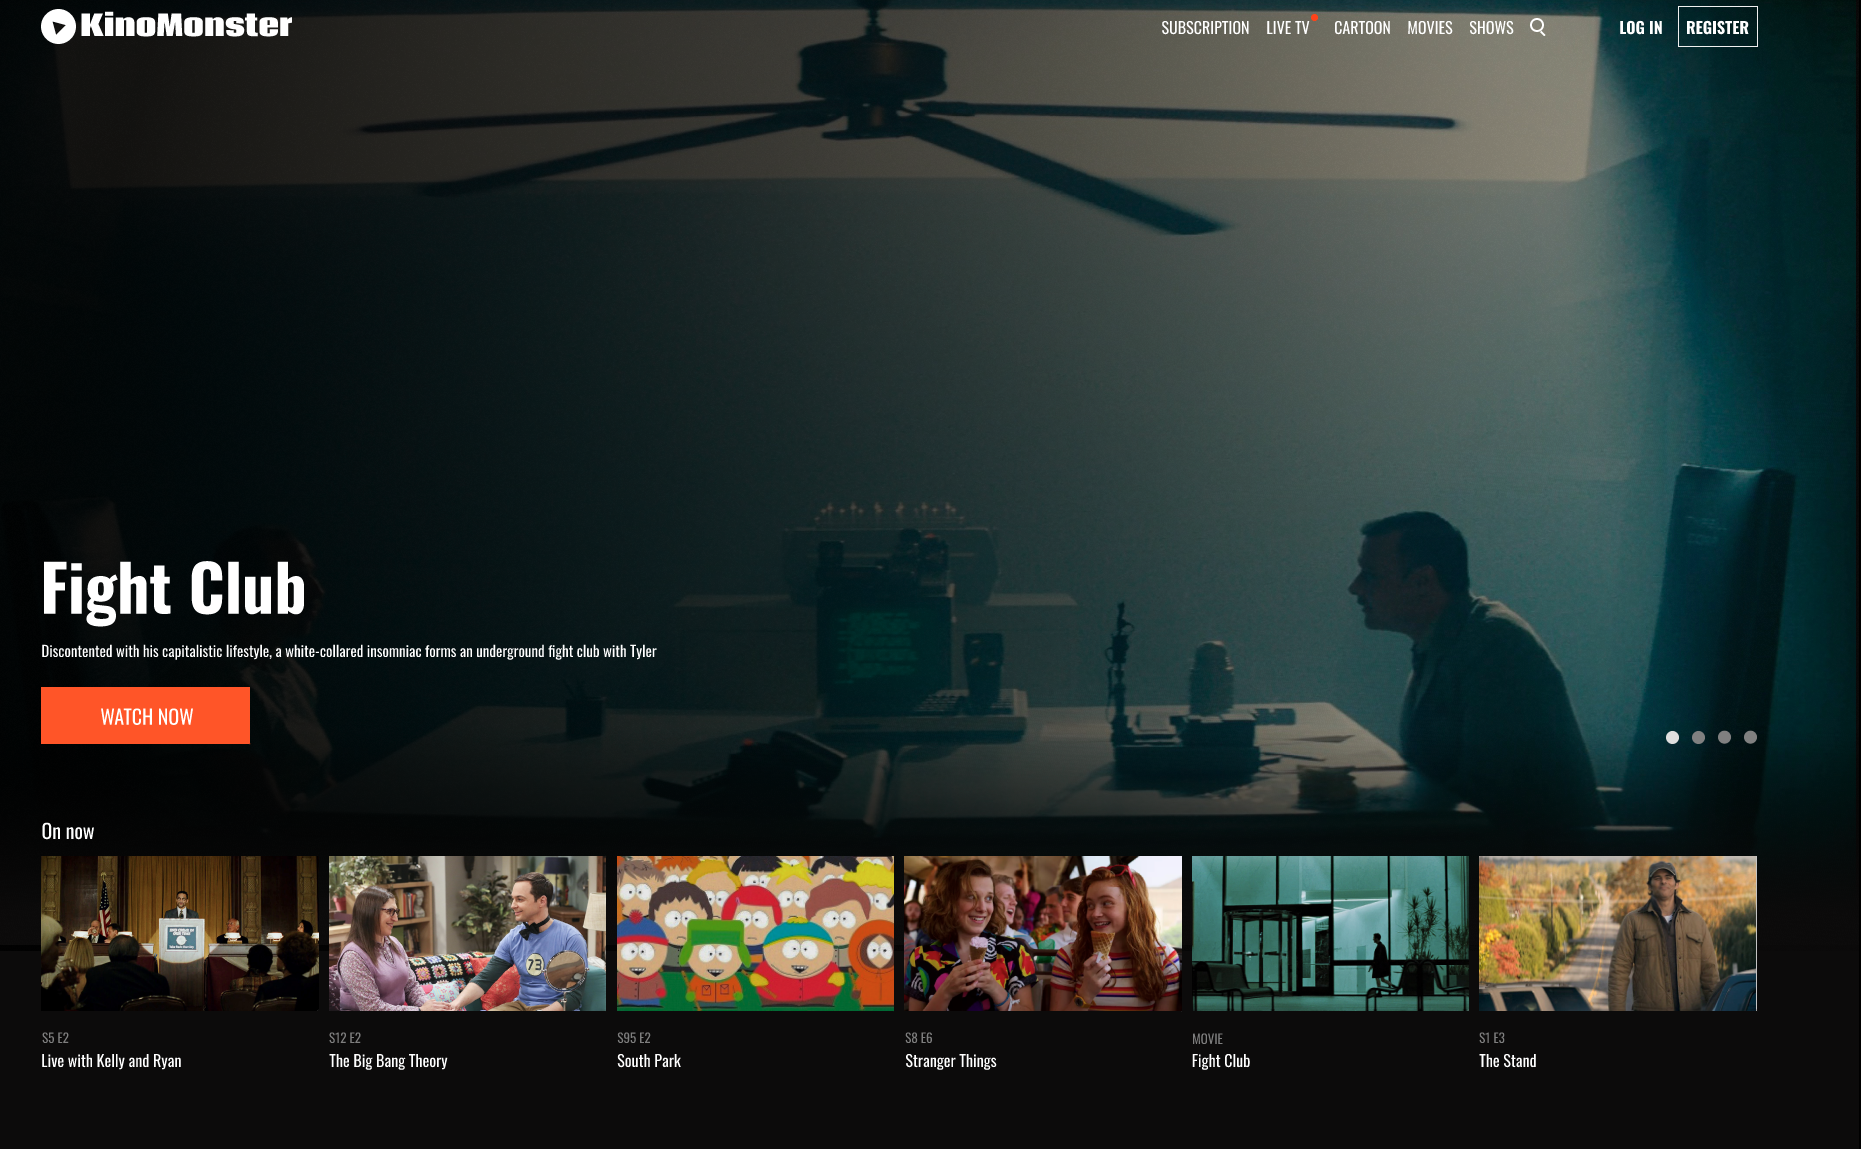 KinoMonster
SUBSCRIPTION LIVE TV CARTOON MOVIES SHOWS
LOG IN REGISTER
Fight Club
Discontented with his capitalistic lifestyle, a white-collared insomniac forms an underground fight club with Tyler
WATCH NOW
On now
73
S5 E2
Live with Kelly and Ryan
S12 E2
The Big Bang Theory
S95 E2
South Park
S8 E6
Stranger Things
MOVIE
Fight Club
S1 E3
The Stand